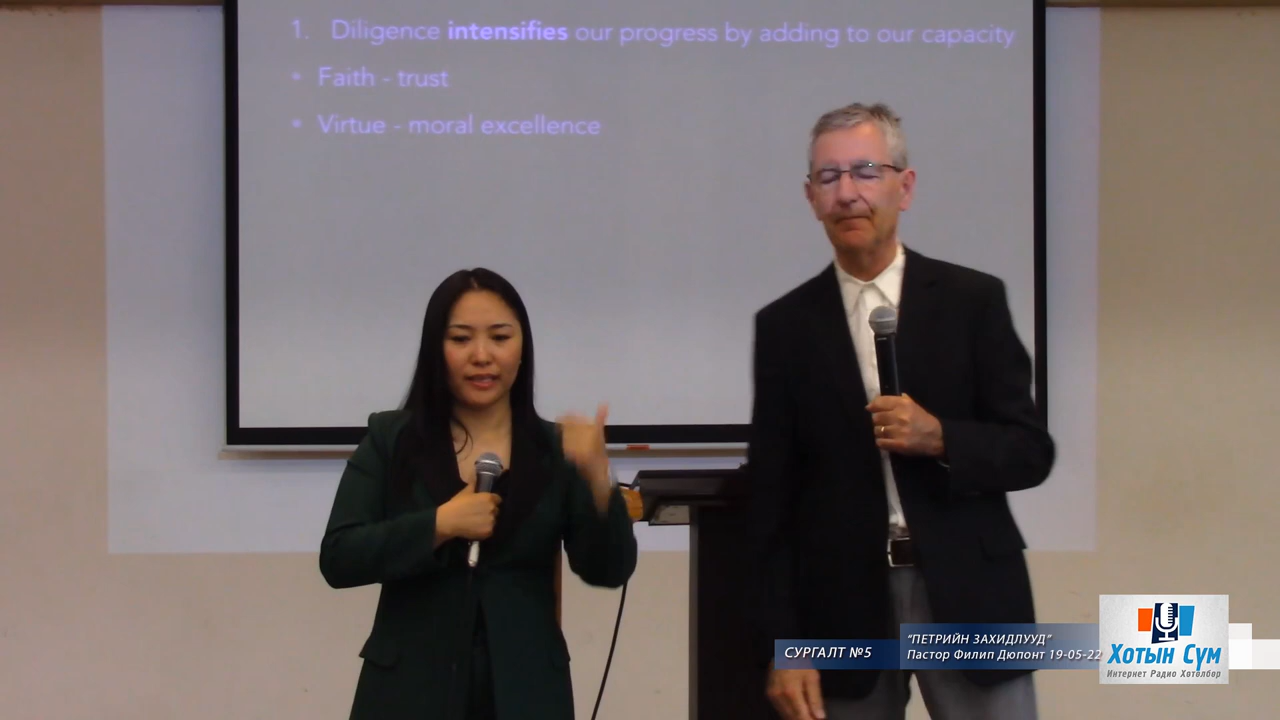 1. Diligence intensifies our progress by adding to our capacity
• Faith - trust
• Virtue - moral excellence
СУРГАЛТ №5
“ПЕТРИЙН ЗАХИДЛУУД”
Пастор Филип Дюпонт 19-05-22
Хотын Сүм
Интернет Радио Хөтөлбөр